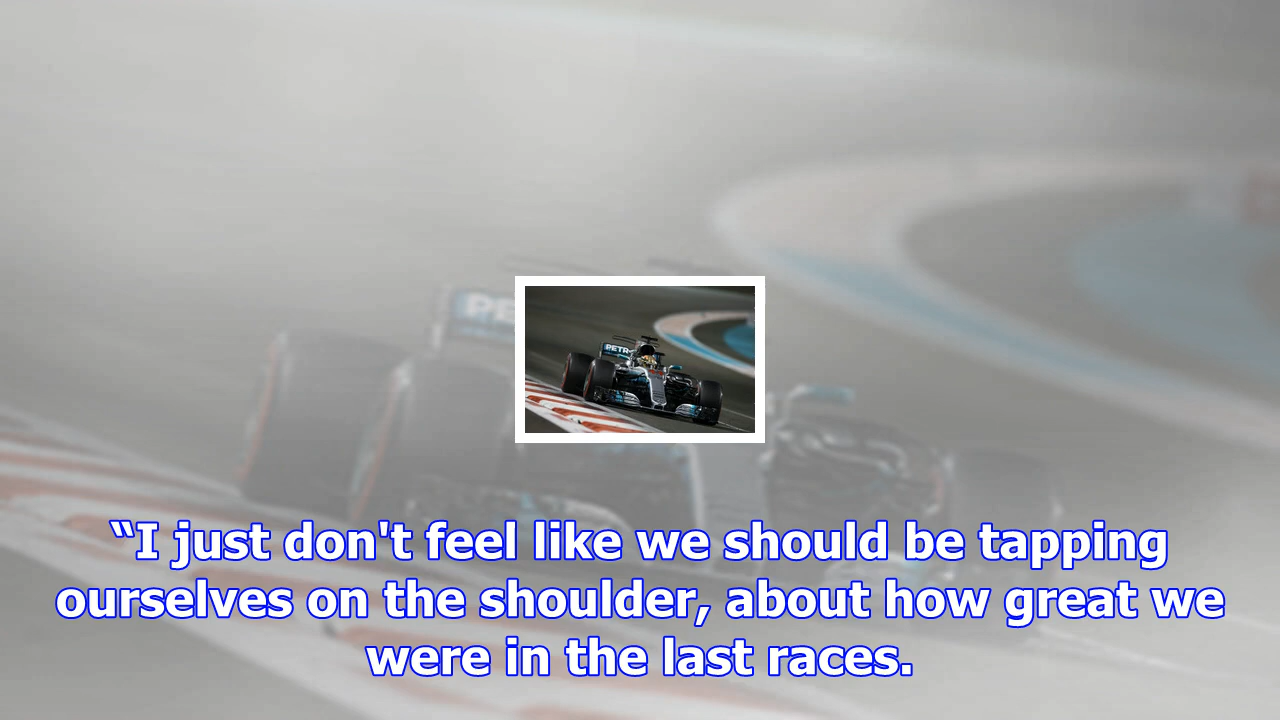 PETR
“I just don't feel like we should be tapping
ourselves on the shoulder, about how great we
were in the last races.